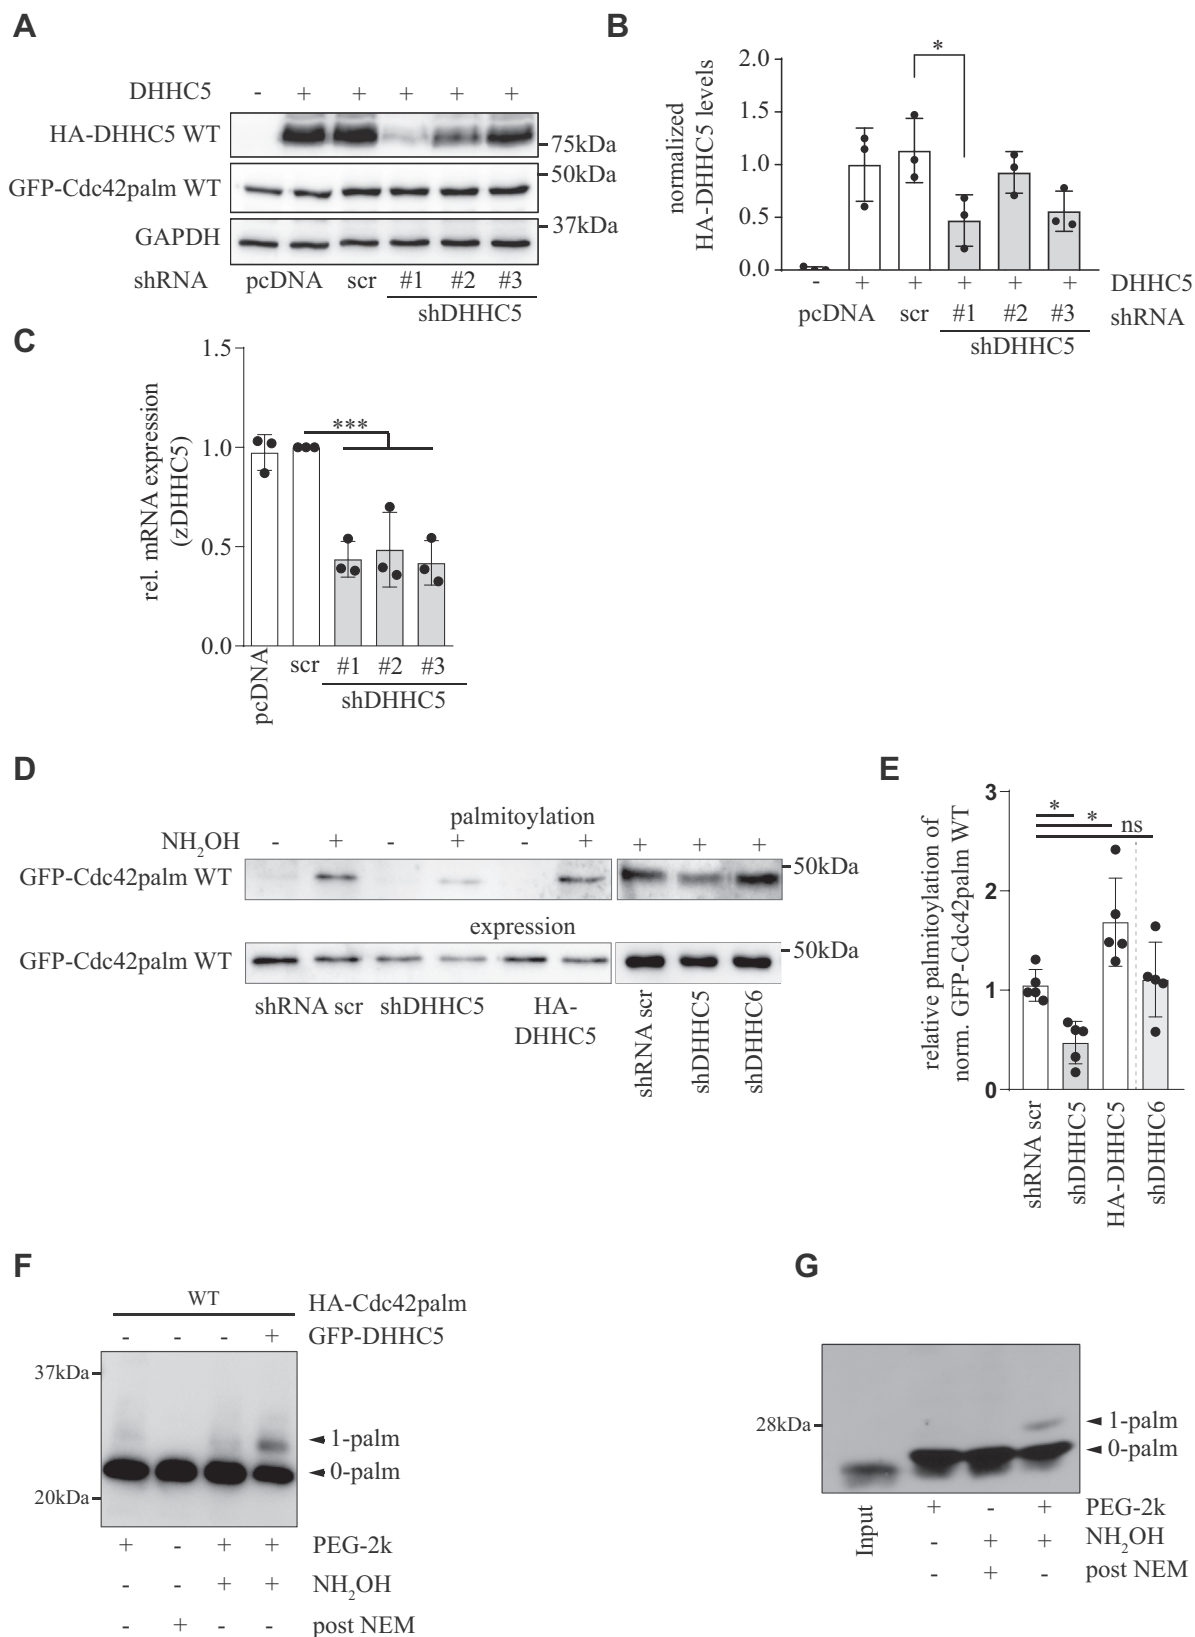 A
DHHC5 - + + + + +
HA-DHHC5 WT
75kDa
GFP-Cdc42palm WT
50kDa
GAPDH
37kDa
shRNA pcDNA scr #1 #2 #3
shDHHC5
B
normalized
HA-DHHC5 levels
*
2.0
1.5
1.0
0.5
0.0
- + + + + + DHHC5
pcDNA scr #1 #2 #3 shRNA
shDHHC5
C
rel. mRNA expression
(zDHHC5)
1.5
1.0
0.5
0.0
***
pcDNA scr #1 #2 #3
shDHHC5
D
palmitoylation
NH2OH - + - + - + + + +
GFP-Cdc42palm WT
50kDa
expression
GFP-Cdc42palm WT
50kDa
shRNA scr shDHHC5 HA-
DHHC5
shRNA scr
shDHHC5
shDHHC6
E
relative palmitoylation of
norm. GFP-Cdc42palm WT
3
2
1
0
* * ns
shRNA scr
shDHHC5
HA-DHHC5
shDHHC6
F
WT HA-Cdc42palm
- - - + GFP-DHHC5
37kDa
1-palm
0-palm
20kDa
+ - + + PEG-2k
- - + + NH2OH
- + - - post NEM
G
28kDa
1-palm
0-palm
Input
+ - + PEG-2k
- + + NH2OH
- + - post NEM